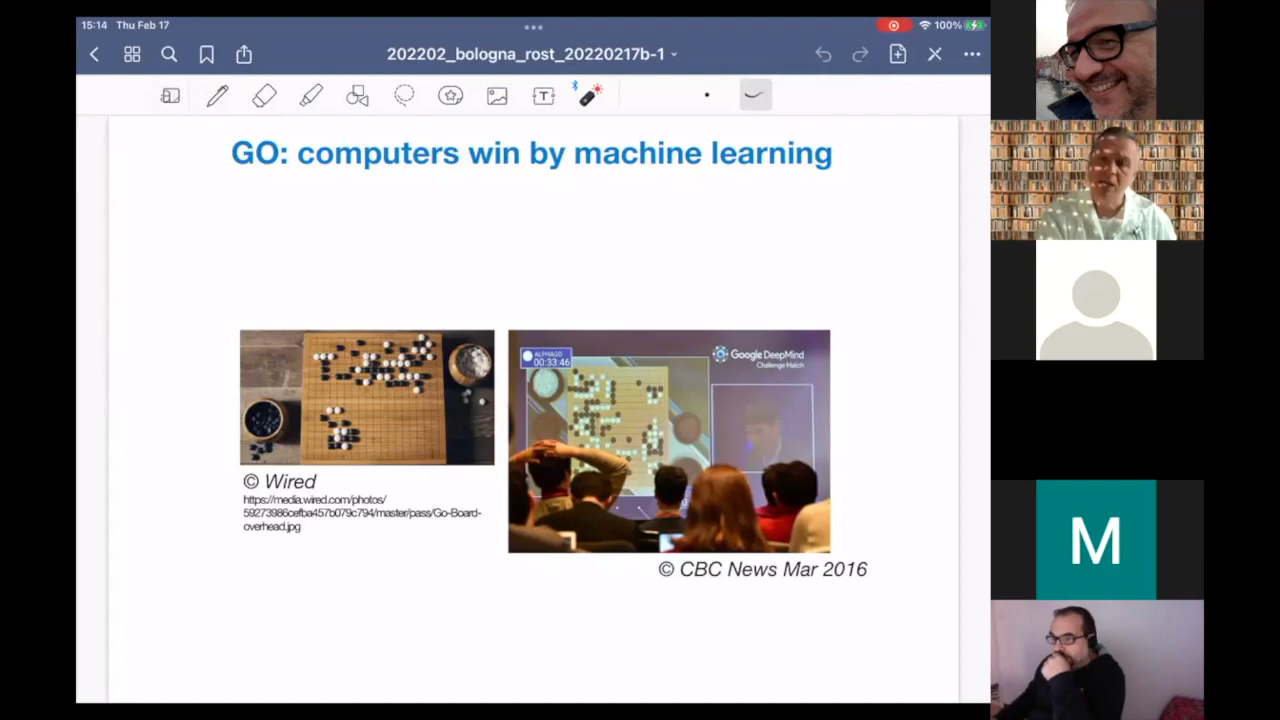 15:14 Thu Feb 17
100%
202202_bologna_rost_20220217b-1
T
GO: computers win by machine learning
ALPHAGO
00:33:46
Google DeepMind
Challenge Match
© Wired
https://media.wired.com/photos/
59273986cefba457b079c794/master/pass/Go-Board-
overhead.jpg
© CBC News Mar 2016
M